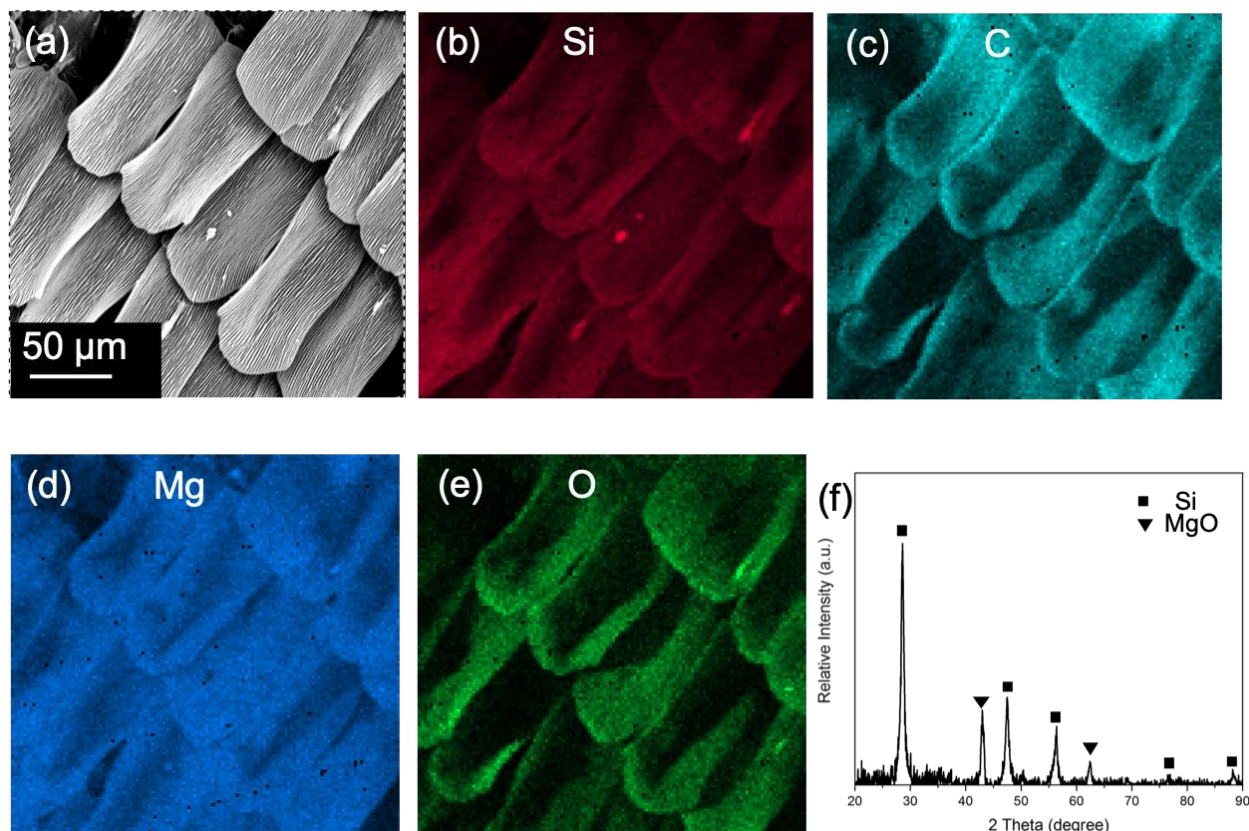 (a)
50 μm
(b) Si
(c) C
(d) Mg
(e) O
(f)
■ Si
▼ MgO
Relative Intensity (a.u.)
20 30 40 50 60 70 80 90
2 Theta (degree)